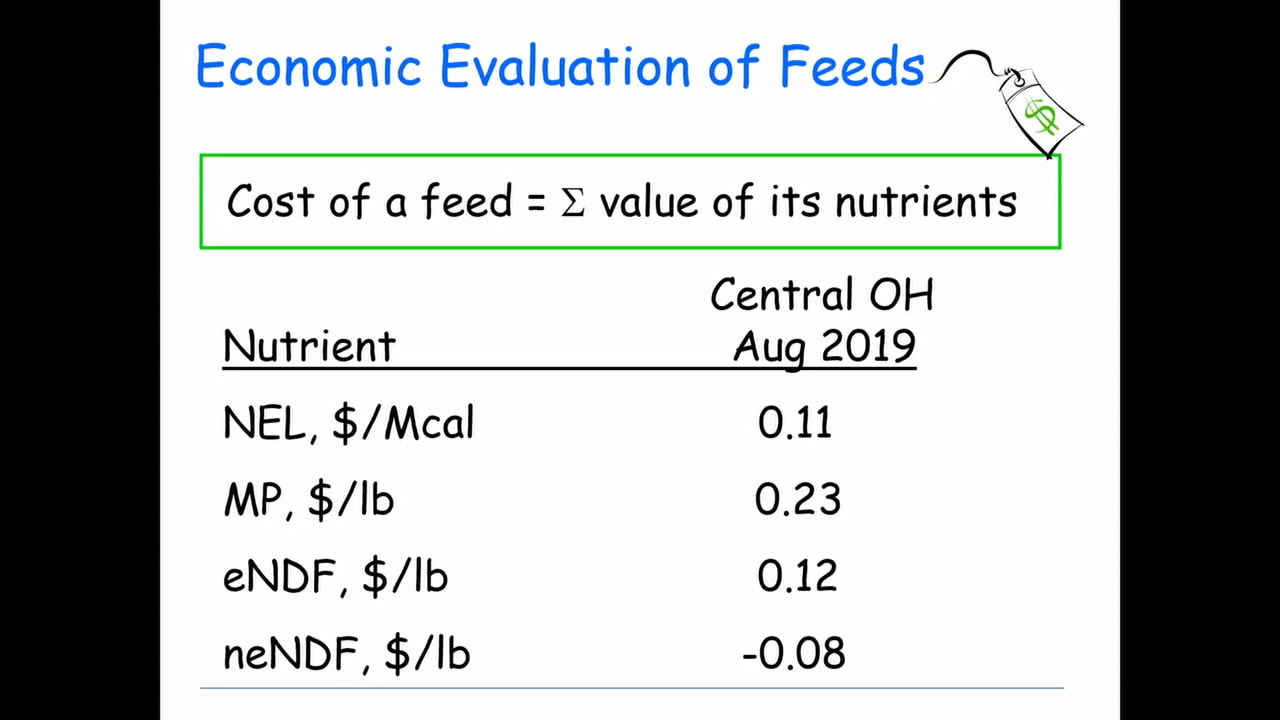 Economic Evaluation of Feeds
$
Cost of a feed = Σ value of its nutrients
Central OH
Nutrient Aug 2019
NEL, $/Mcal 0.11
MP, $/lb 0.23
eNDF, $/lb 0.12
neNDF, $/lb -0.08